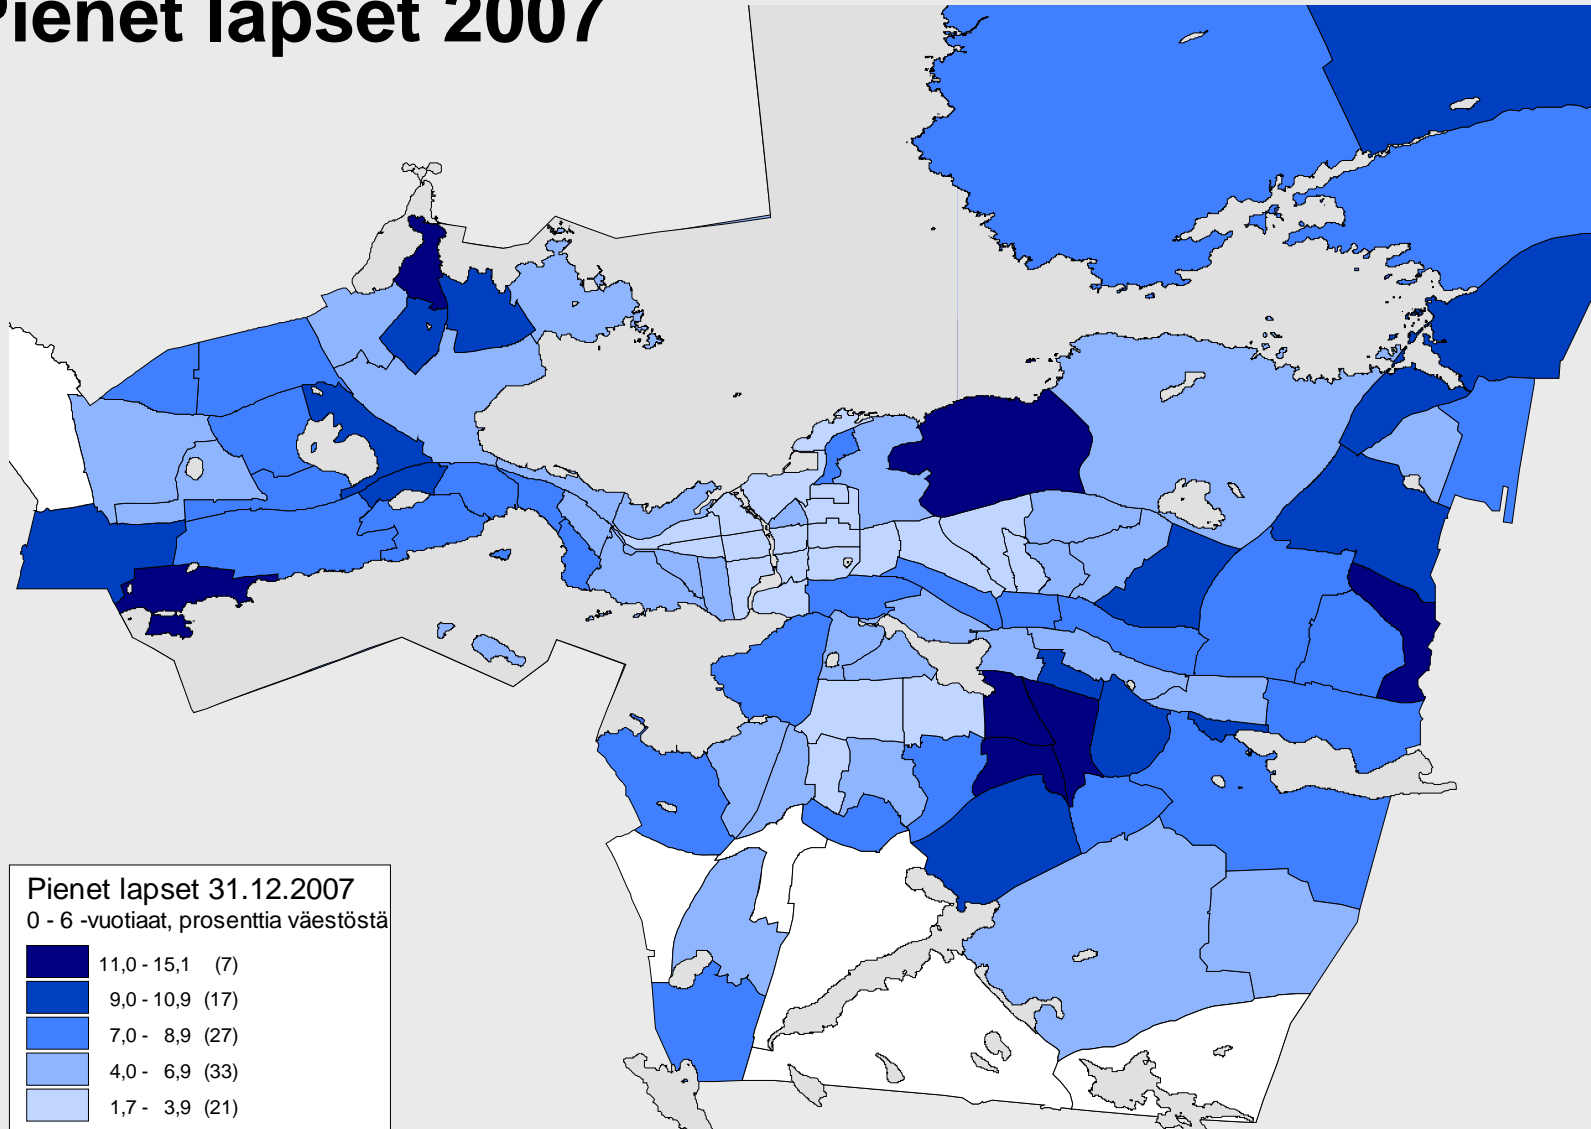 Pienet lapset 2007
Pienet lapset 31.12.2007
0 - 6 -vuotiaat, prosenttia väestöstä
11,0 - 15,1 (7)
9,0 - 10,9 (17)
7,0 - 8,9 (27)
4,0 - 6,9 (33)
1,7 - 3,9 (21)